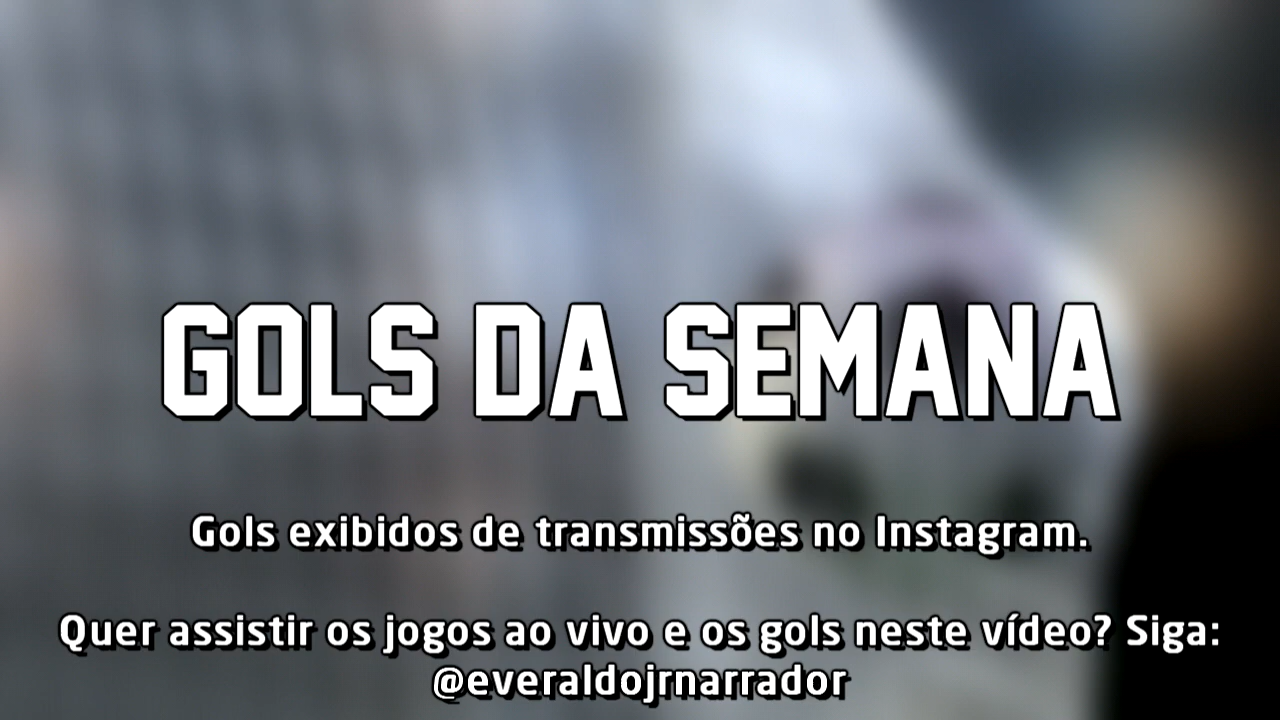 GOLS DA SEMANA
Gols exibidos de transmissões no Instagram.
Quer assistir os jogos ao vivo e os gols neste vídeo? Siga:
@everaldojrnarrador